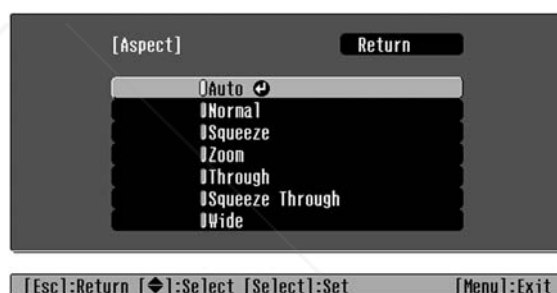 [Aspect] Return
Auto
Normal
Squeeze
Zoom
Through
Squeeze Through
Wide
[Esc]:Return [◆]:Select [Select]:Set [Menu]:Exit